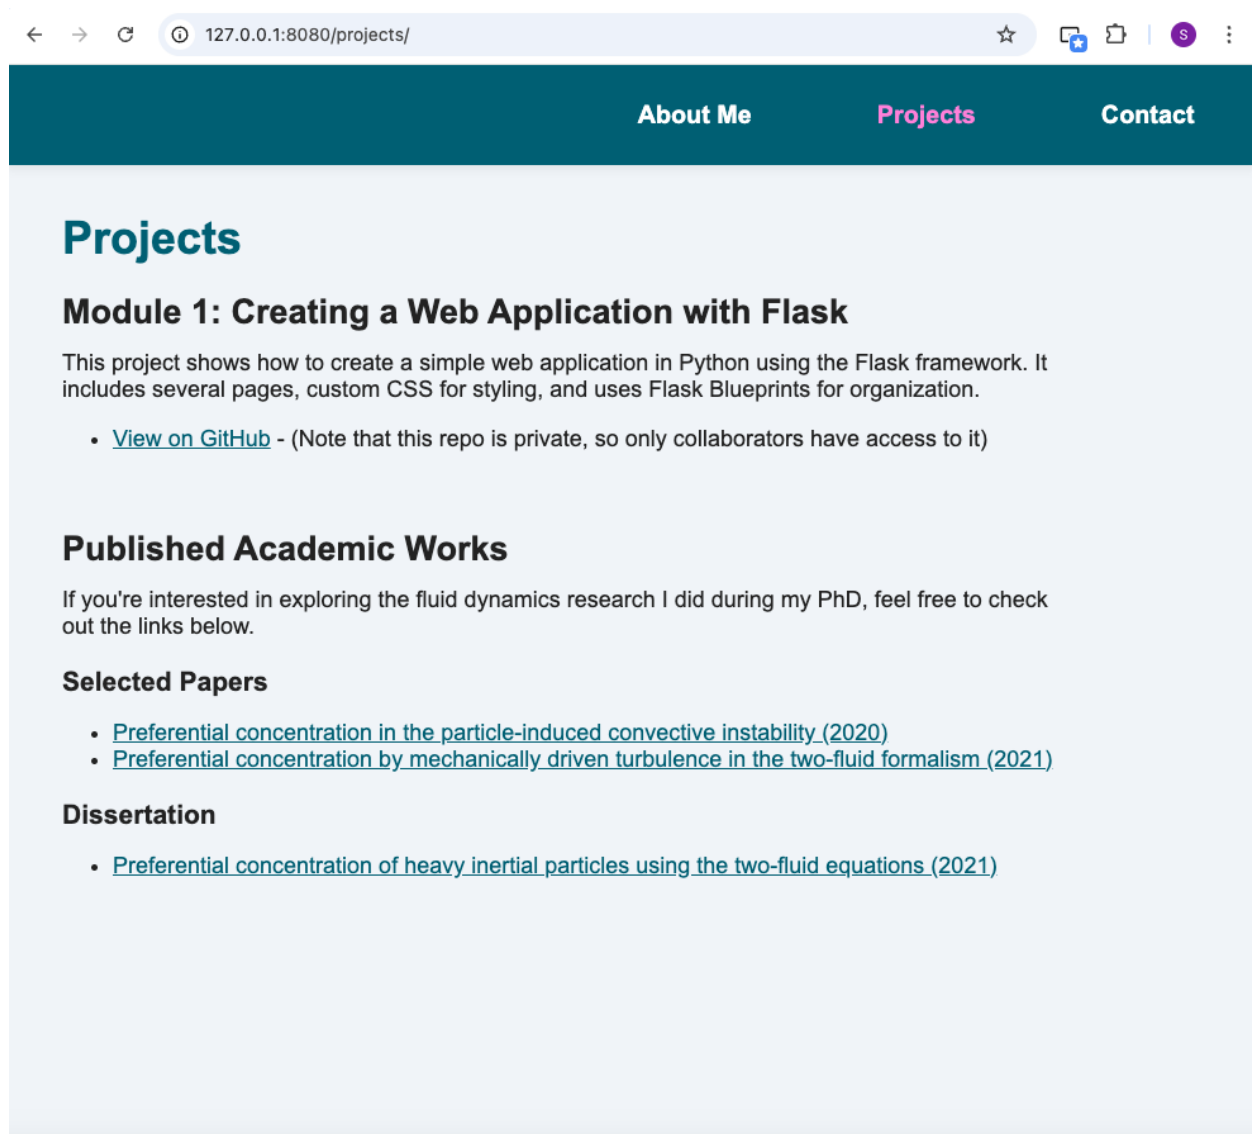 127.0.0.1:8080/projects/
S
About Me Projects Contact
Projects
Module 1: Creating a Web Application with Flask
This project shows how to create a simple web application in Python using the Flask framework. It
includes several pages, custom CSS for styling, and uses Flask Blueprints for organization.
• View on GitHub - (Note that this repo is private, so only collaborators have access to it)
Published Academic Works
If you're interested in exploring the fluid dynamics research I did during my PhD, feel free to check
out the links below.
Selected Papers
• Preferential concentration in the particle-induced convective instability (2020)
• Preferential concentration by mechanically driven turbulence in the two-fluid formalism (2021)
Dissertation
• Preferential concentration of heavy inertial particles using the two-fluid equations (2021)